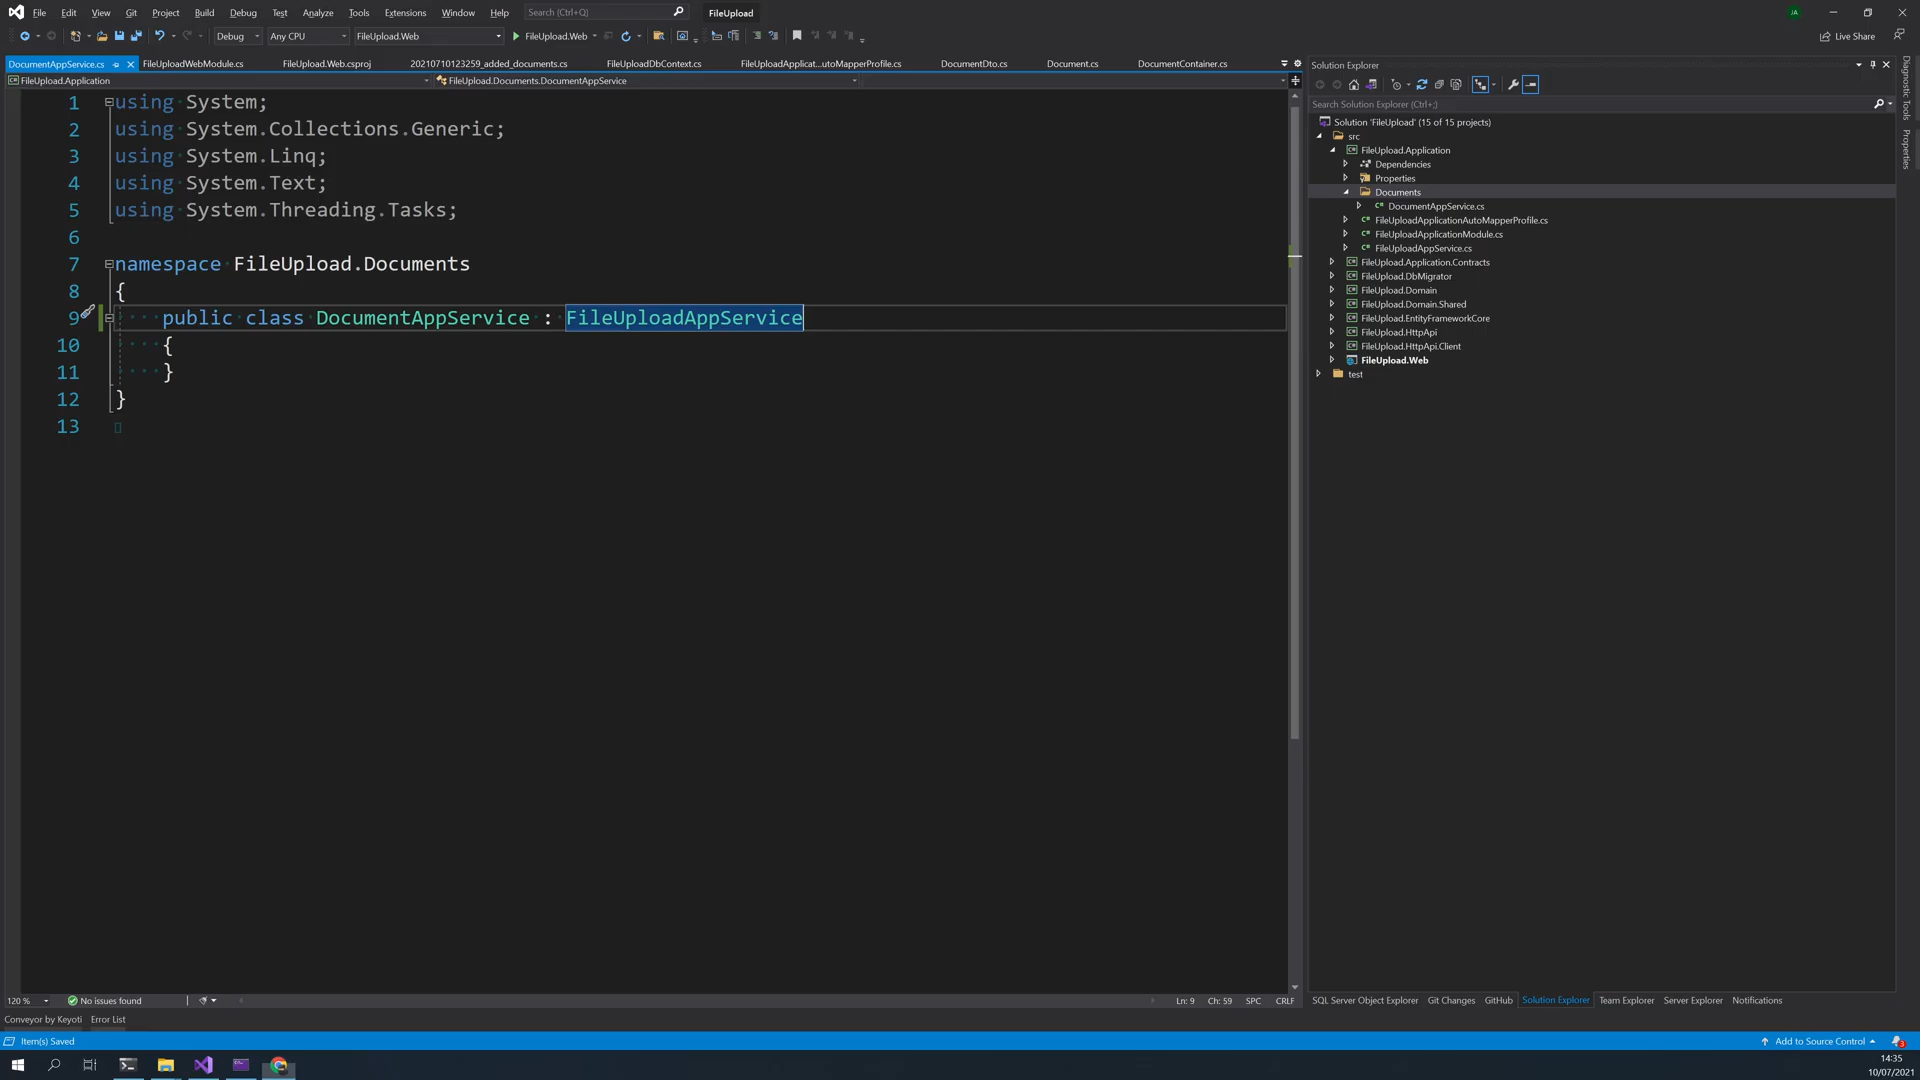 File Edit View Git Project Build Debug Test Analyze Tools Extensions Window Help Search (Ctrl+Q) FileUpload JA
Debug Any CPU FileUpload.Web FileUpload.Web Live Share
DocumentAppService.cs FileUploadWebModule.cs FileUpload.Web.csproj 20210710123259_added_documents.cs FileUploadDbContext.cs FileUploadApplicat...utoMapperProfile.cs DocumentDto.cs Document.cs DocumentContainer.cs
FileUpload.Application FileUpload.Documents.DocumentAppService
1 using System;
2 using System.Collections.Generic;
3 using System.Linq;
4 using System.Text;
5 using System.Threading.Tasks;
6
7 namespace FileUpload.Documents
8 {
9 public class DocumentAppService : FileUploadAppService
10 {
11 }
12 }
13
120 % No issues found Ln: 9 Ch: 59 SPC CRLF
Conveyor by Keyoti Error List
Solution Explorer
Search Solution Explorer (Ctrl+;)
Solution 'FileUpload' (15 of 15 projects)
src
FileUpload.Application
Dependencies
Properties
Documents
DocumentAppService.cs
FileUploadApplicationAutoMapperProfile.cs
FileUploadApplicationModule.cs
FileUploadAppService.cs
FileUpload.Application.Contracts
FileUpload.DbMigrator
FileUpload.Domain
FileUpload.Domain.Shared
FileUpload.EntityFrameworkCore
FileUpload.HttpApi
FileUpload.HttpApi.Client
FileUpload.Web
test
SQL Server Object Explorer Git Changes GitHub Solution Explorer Team Explorer Server Explorer Notifications
Diagnostic Tools
Properties
Item(s) Saved Add to Source Control 3
14:35
10/07/2021